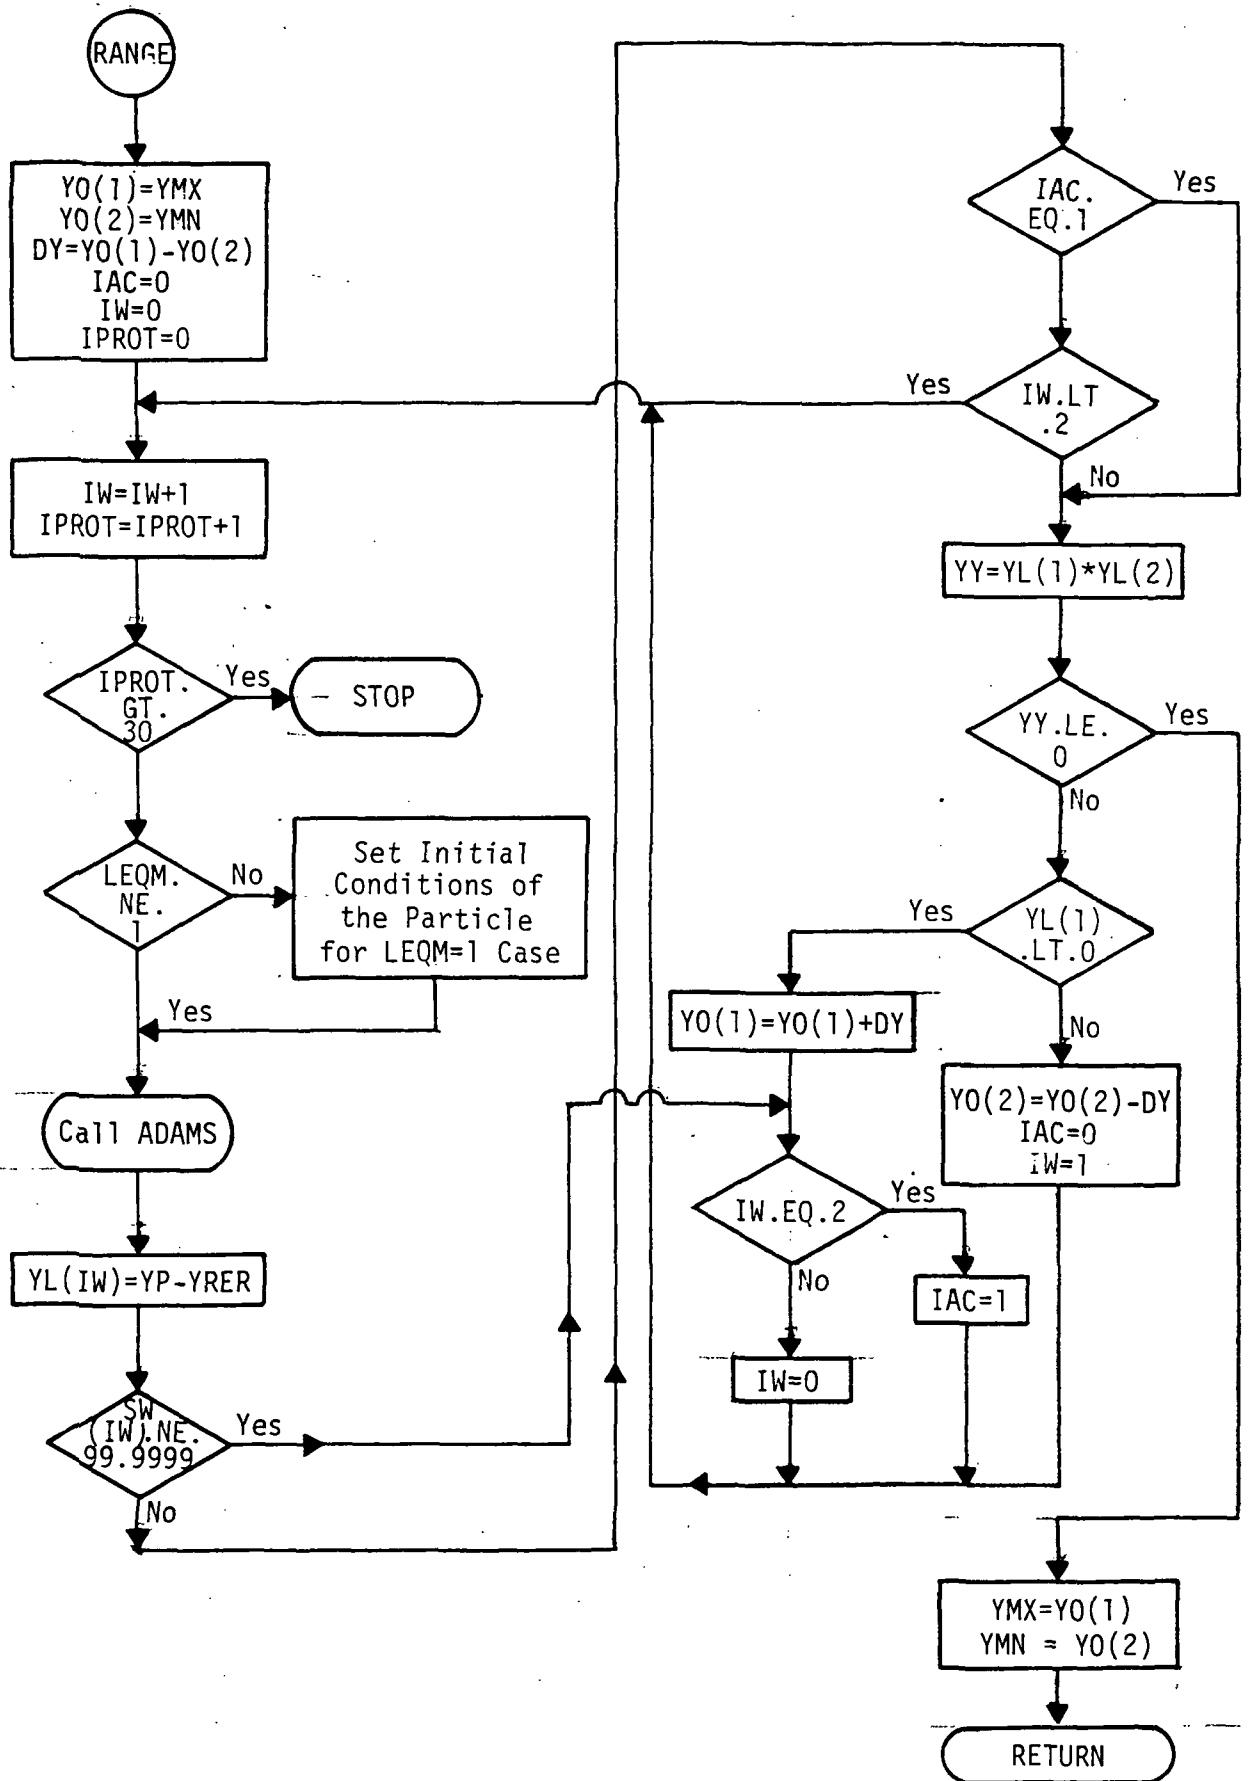 RANGE
YO(1)=YMX
YO(2)=YMN
DY=YO(1)-YO(2)
IAC=0
IW=0
IPROT=0
IW=IW+1
IPROT=IPROT+1
IPROT.
GT.
30
Yes
STOP
LEQM.
NE.
1
No
Set Initial
Conditions of
the Particle
for LEQM=1 Case
Yes
Call ADAMS
YL(IW)=YP-YRER
SW
(IW).NE.
99.9999
Yes
No
IAC.
EQ.1
Yes
IW.LT
.2
Yes
No
YY=YL(1)*YL(2)
YY.LE.
0
Yes
No
YL(1)
.LT.0
Yes
No
YO(1)=YO(1)+DY
YO(2)=YO(2)-DY
IAC=0
IW=1
IW.EQ.2
Yes
No
IAC=1
IW=0
YMX=YO(1)
YMN = YO(2)
RETURN